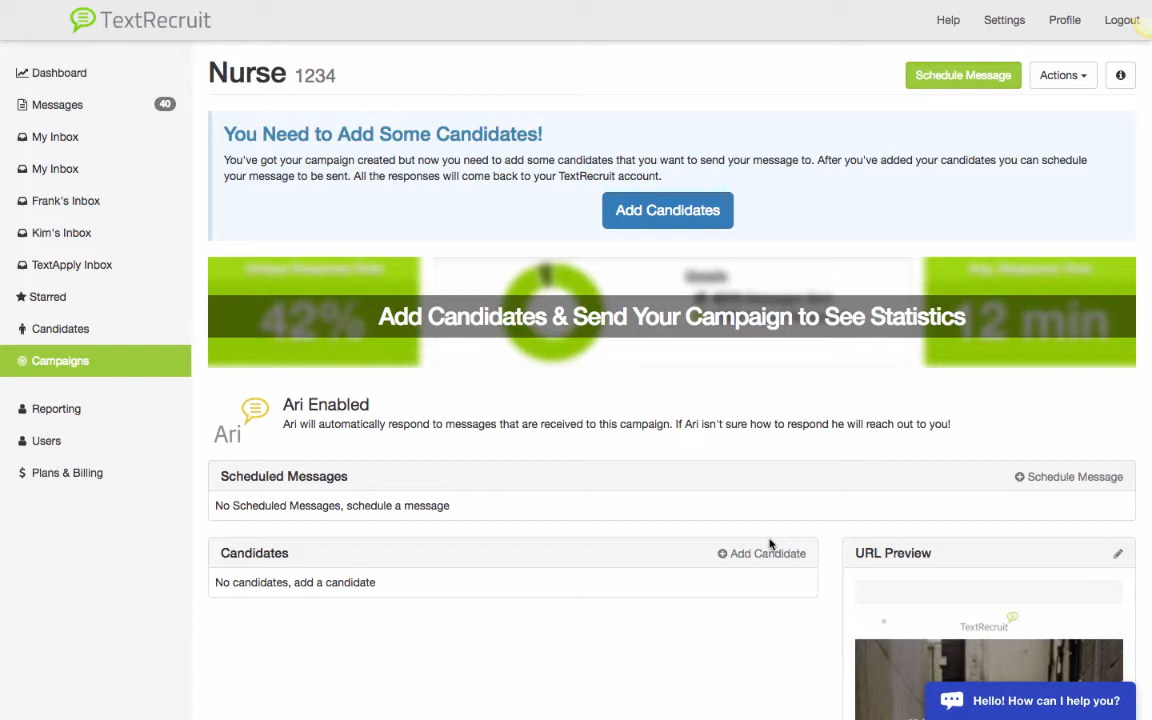 TextRecruit
Help Settings Profile Logout
Dashboard
Messages 40
My Inbox
My Inbox
Frank's Inbox
Kim's Inbox
TextApply Inbox
Starred
Candidates
Campaigns
Reporting
Users
$ Plans & Billing
Nurse 1234
Schedule Message Actions
You Need to Add Some Candidates!
You've got your campaign created but now you need to add some candidates that you want to send your message to. After you've added your candidates you can schedule
your message to be sent. All the responses will come back to your TextRecruit account.
Add Candidates
42% 12 min
Add Candidates & Send Your Campaign to See Statistics
Ari
Ari Enabled
Ari will automatically respond to messages that are received to this campaign. If Ari isn't sure how to respond he will reach out to you!
Scheduled Messages Schedule Message
No Scheduled Messages, schedule a message
Candidates Add Candidate
No candidates, add a candidate
URL Preview
TextRecruit
Hello! How can I help you?